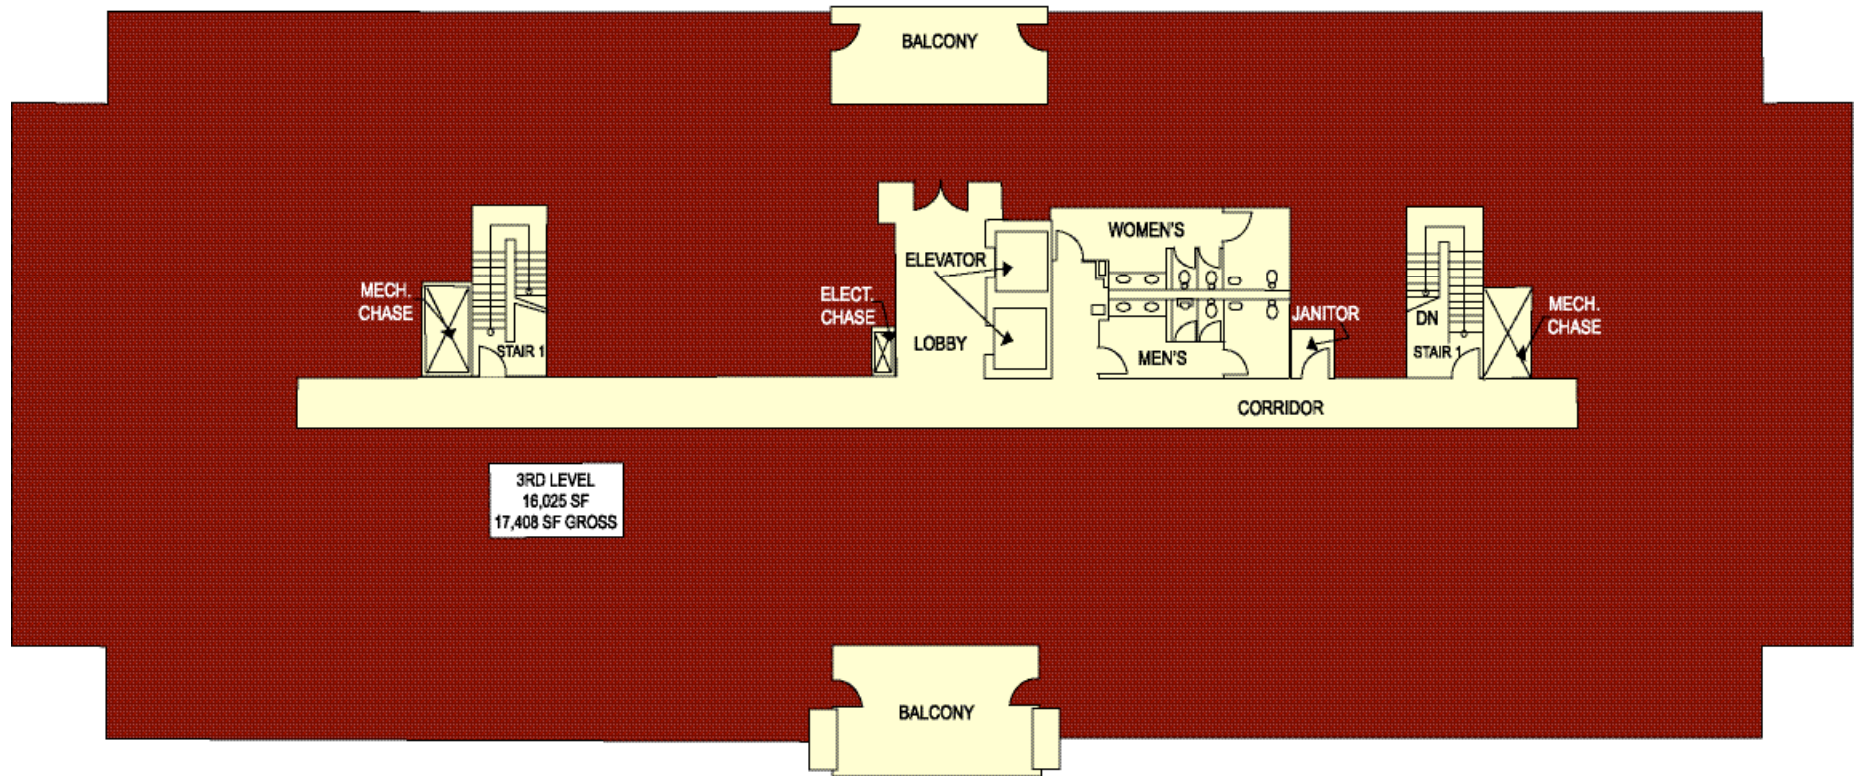 BALCONY
WOMEN'S
ELEVATOR
MECH.
CHASE
ELECT.
CHASE
LOBBY
STAIR 1
MEN'S
JANITOR
DN
STAIR 1
MECH.
CHASE
CORRIDOR
3RD LEVEL
16,025 SF
17,408 SF GROSS
BALCONY